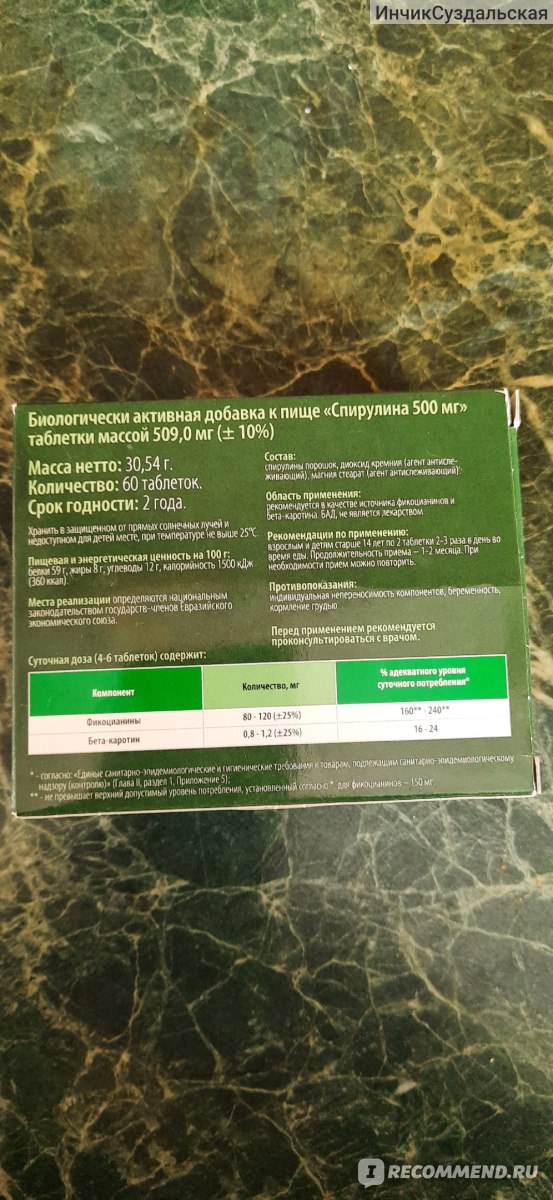 ИнчикСуздальская
Биологически активная добавка к пище «Спирулина 500 мг»
таблетки массой 509,0 мг (± 10%)
Масса нетто: 30,54 г.
Количество: 60 таблеток.
Срок годности: 2 года.
Хранить в защищенном от прямых солнечных лучей и
недоступном для детей месте, при температуре не выше 25°C.
Пищевая и энергетическая ценность на 100 г:
белки 59 г, жиры 8 г, углеводы 12 г, калорийность 1500 кДж
(360 ккал).
Места реализации определяются национальным
законодательством государств-членов Евразийского
экономического союза.
Состав:
спирулины порошок, диоксид кремния (агент антисле-
живающий), магния стеарат (агент антислеживающий).
Область применения:
рекомендуется в качестве источника фикоцианинов и
бета-каротина. БАД, не является лекарством.
Рекомендации по применению:
взрослым и детям старше 14 лет по 2 таблетки 2-3 раза в день во
время еды. Продолжительность приема – 1-2 месяца. При
необходимости прием можно повторить.
Противопоказания:
индивидуальная непереносимость компонентов, беременность,
кормление грудью.
Перед применением рекомендуется
проконсультироваться с врачом.
Суточная доза (4-6 таблеток) содержит:
Компонент Количество, мг % адекватного уровня
суточного потребления*
Фикоцианины 80 - 120 (±25%) 160** - 240**
Бета-каротин 0,8 - 1,2 (±25%) 16 - 24
* - согласно: «Единые санитарно-эпидемиологические и гигиенические требования к товарам, подлежащим санитарно-эпидемиологическому
надзору (контролю)» (Глава II, раздел 1, Приложение 5);
** - не превышает верхний допустимый уровень потребления, установленный согласно *, для фикоцианинов – 150 мг.
I RECOMMEND.RU